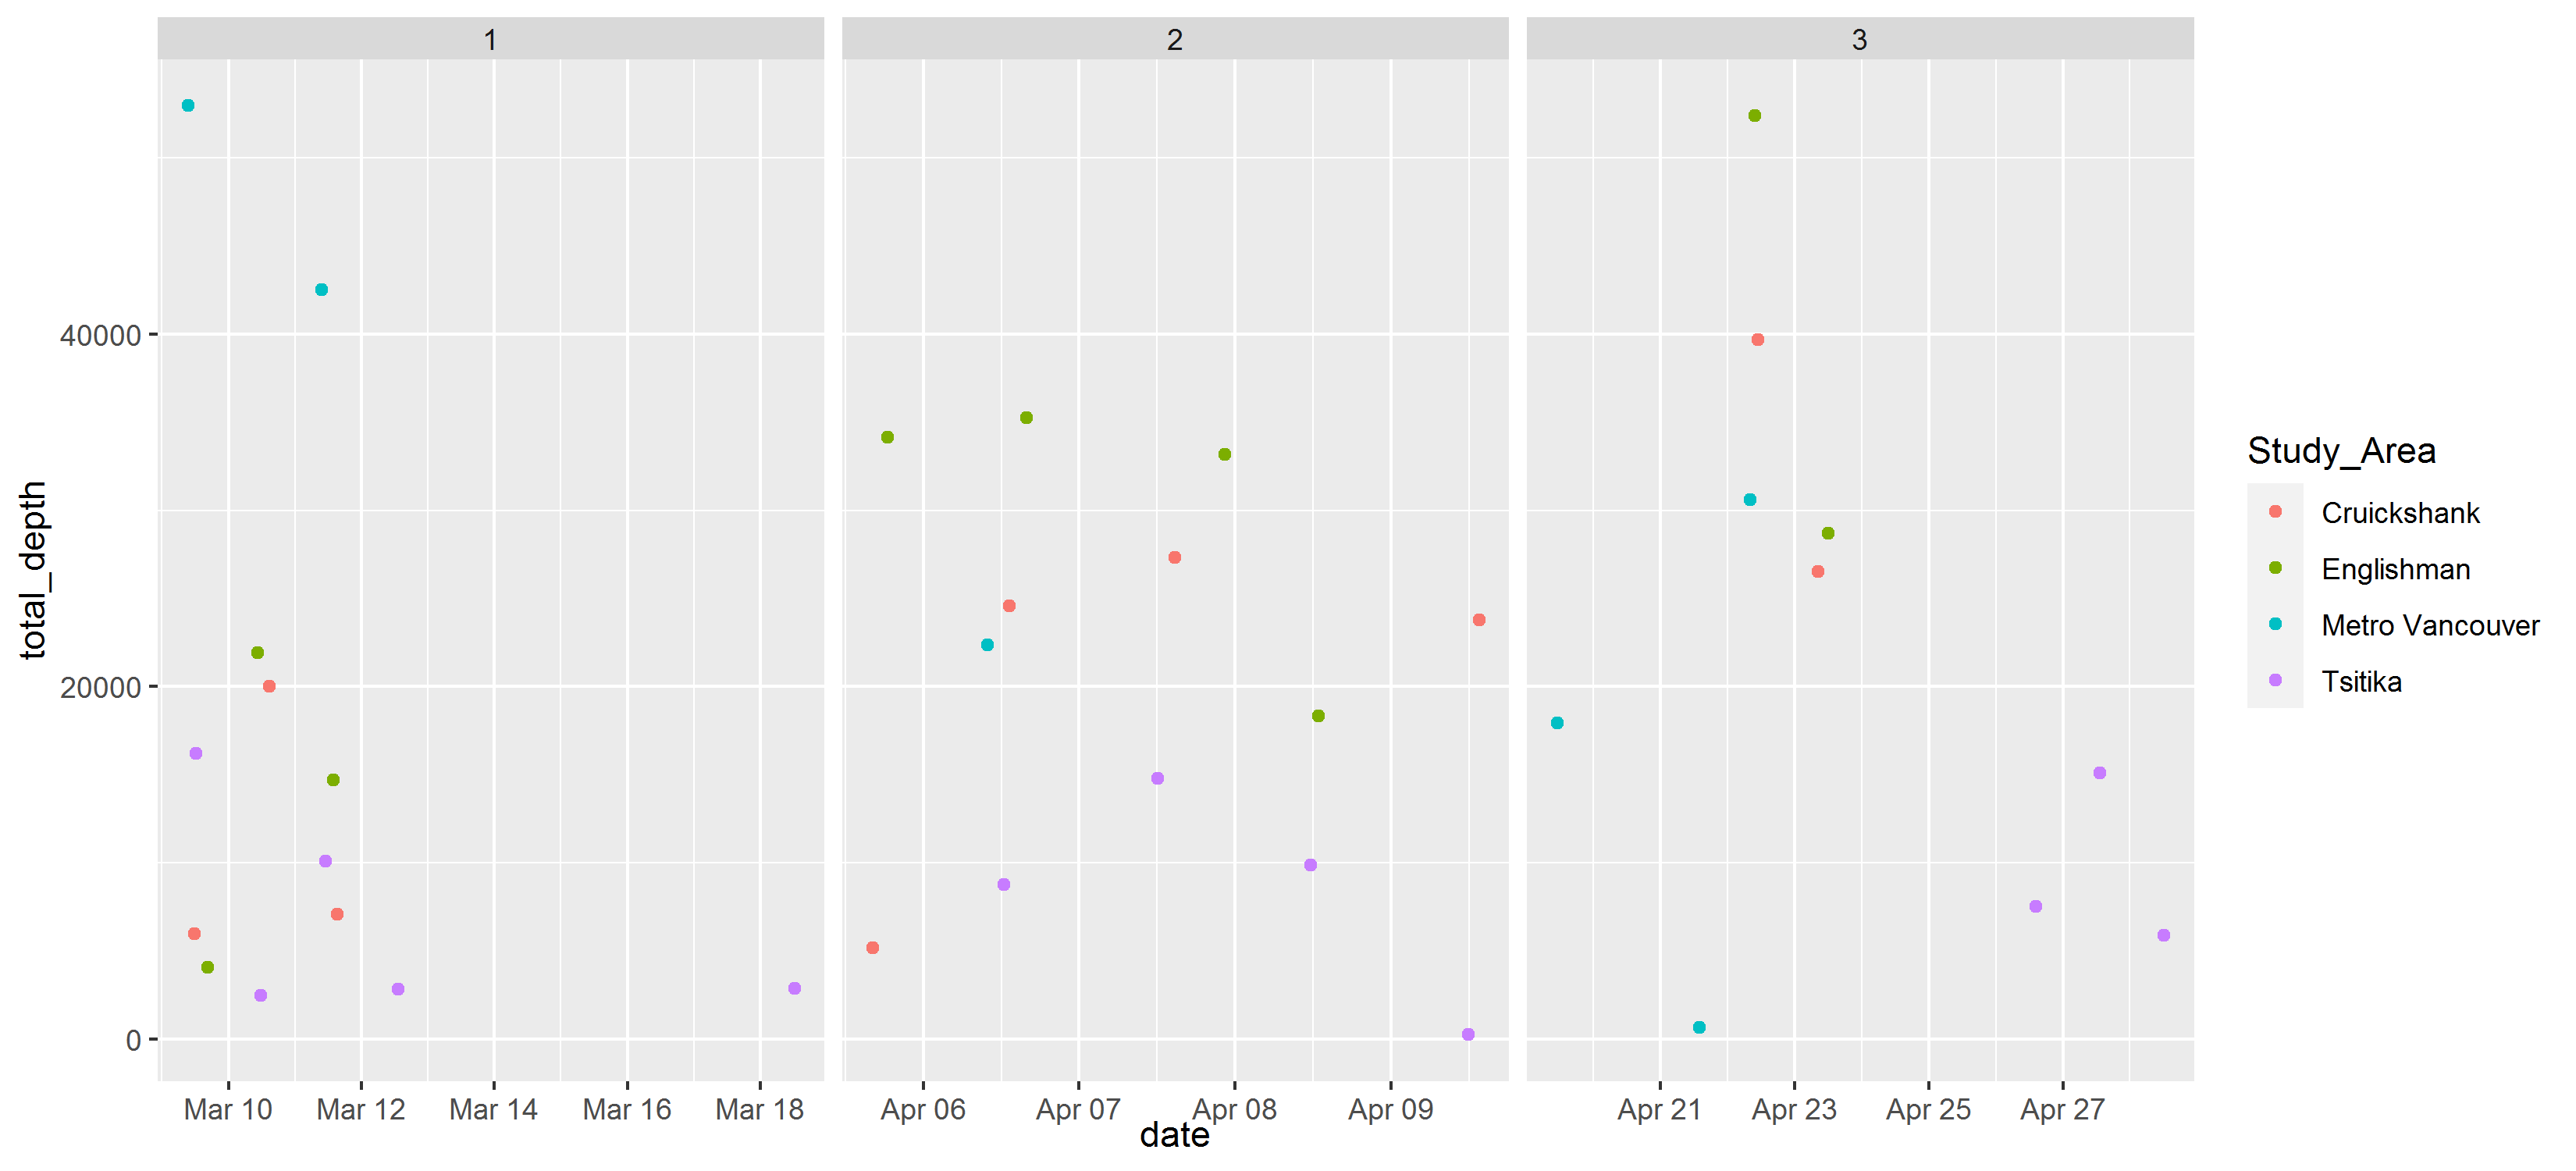 1 2 3
total_depth
40000
20000
0
Mar 10 Mar 12 Mar 14 Mar 16 Mar 18 Apr 06 Apr 07 Apr 08 Apr 09 Apr 21 Apr 23 Apr 25 Apr 27
date
Study_Area
Cruickshank
Englishman
Metro Vancouver
Tsitika